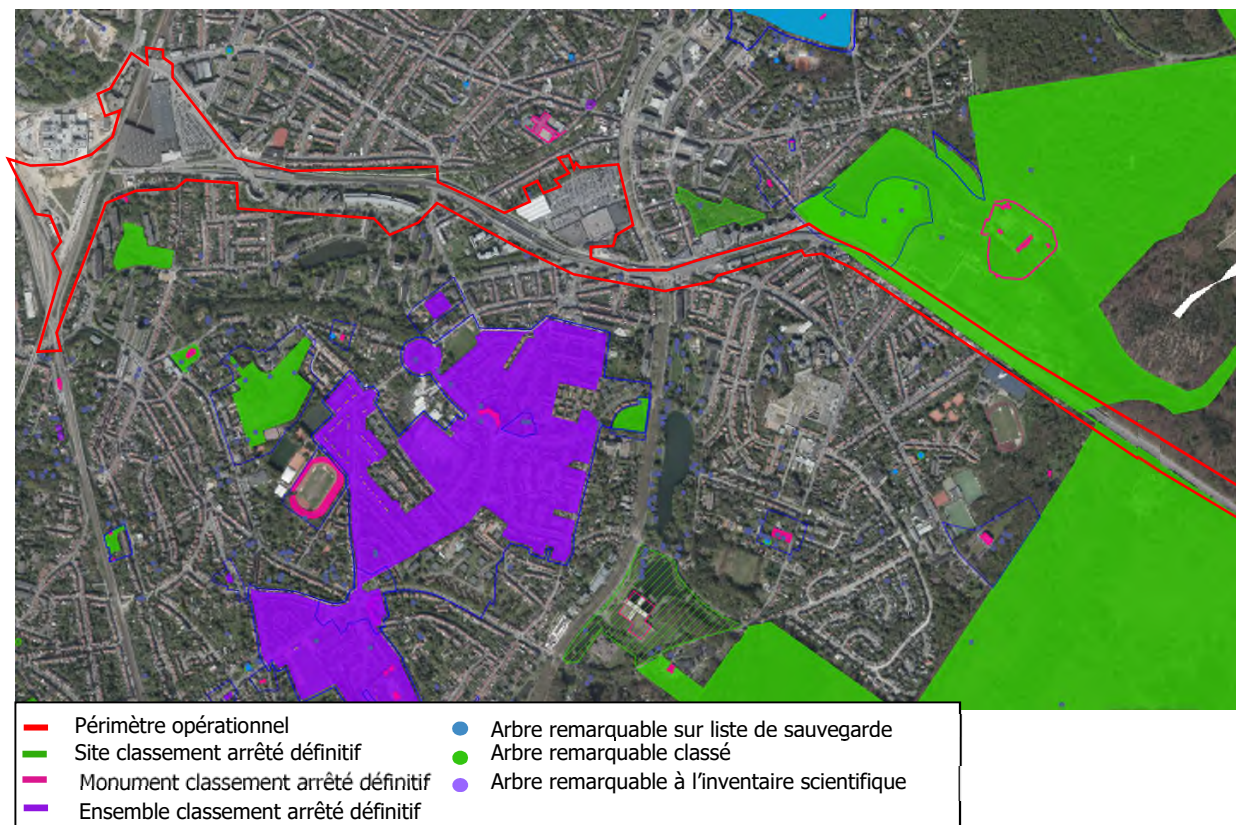 Périmètre opérationnel
Site classement arrêté définitif
Monument classement arrêté définitif
Ensemble classement arrêté définitif
Arbre remarquable sur liste de sauvegarde
Arbre remarquable classé
Arbre remarquable à l'inventaire scientifique